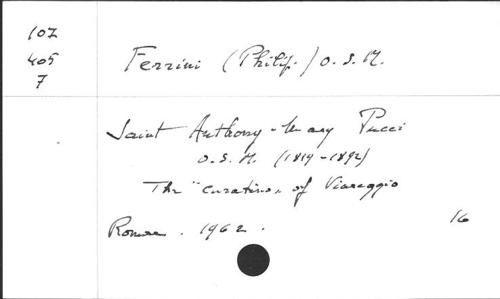 107
405
7
Ferrini (Philip.) O.S.M.
Saint Anthony-Mary Pucci
O.S.M. (1819-1892)
The "curatino" of Viareggio
Rome. 1962.
16